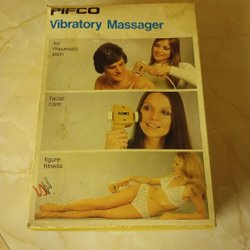 PIFCO
Vibratory Massager
for
rheumatic
pain
facial
care
figure
fitness